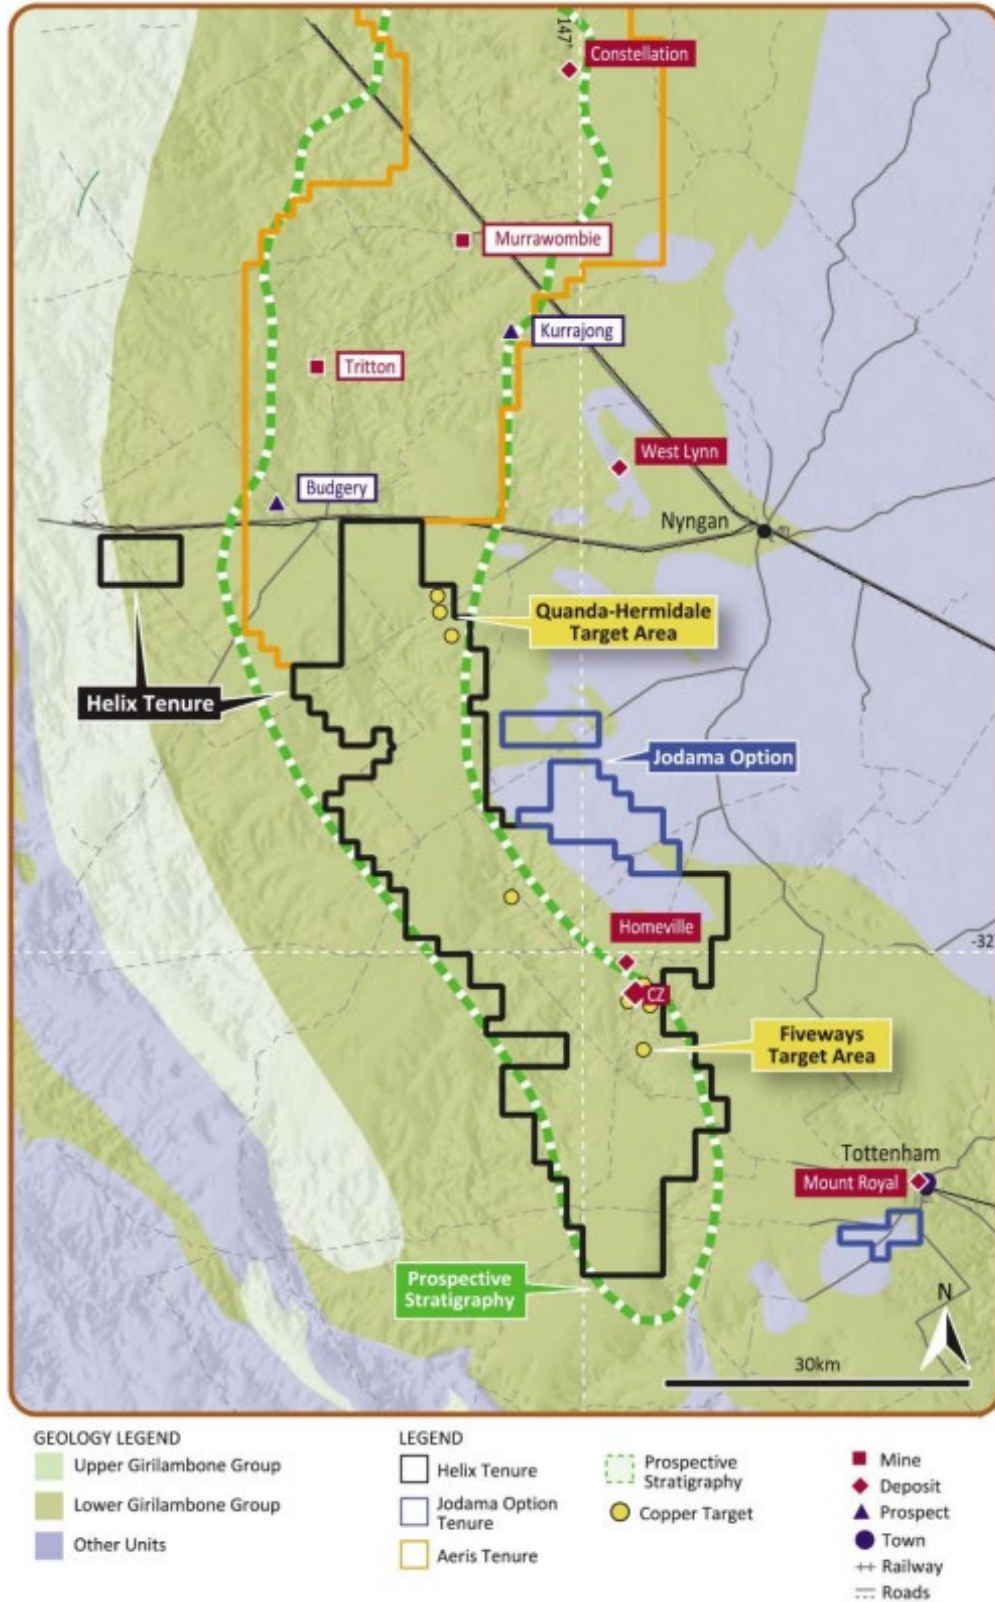 147°
Constellation
Murrawombie
Kurrajong
Tritton
West Lynn
Budgery
Nyngan
Quanda-Hermidale
Target Area
Helix Tenure
Jodama Option
Homeville
-32
CZ
Fiveways
Target Area
Tottenham
Mount Royal
Prospective
Stratigraphy
N
30km
GEOLOGY LEGEND
Upper Girilambone Group
Lower Girilambone Group
Other Units
LEGEND
Helix Tenure
Jodama Option
Tenure
Aeris Tenure
Prospective
Stratigraphy
Copper Target
Mine
Deposit
Prospect
Town
Railway
Roads